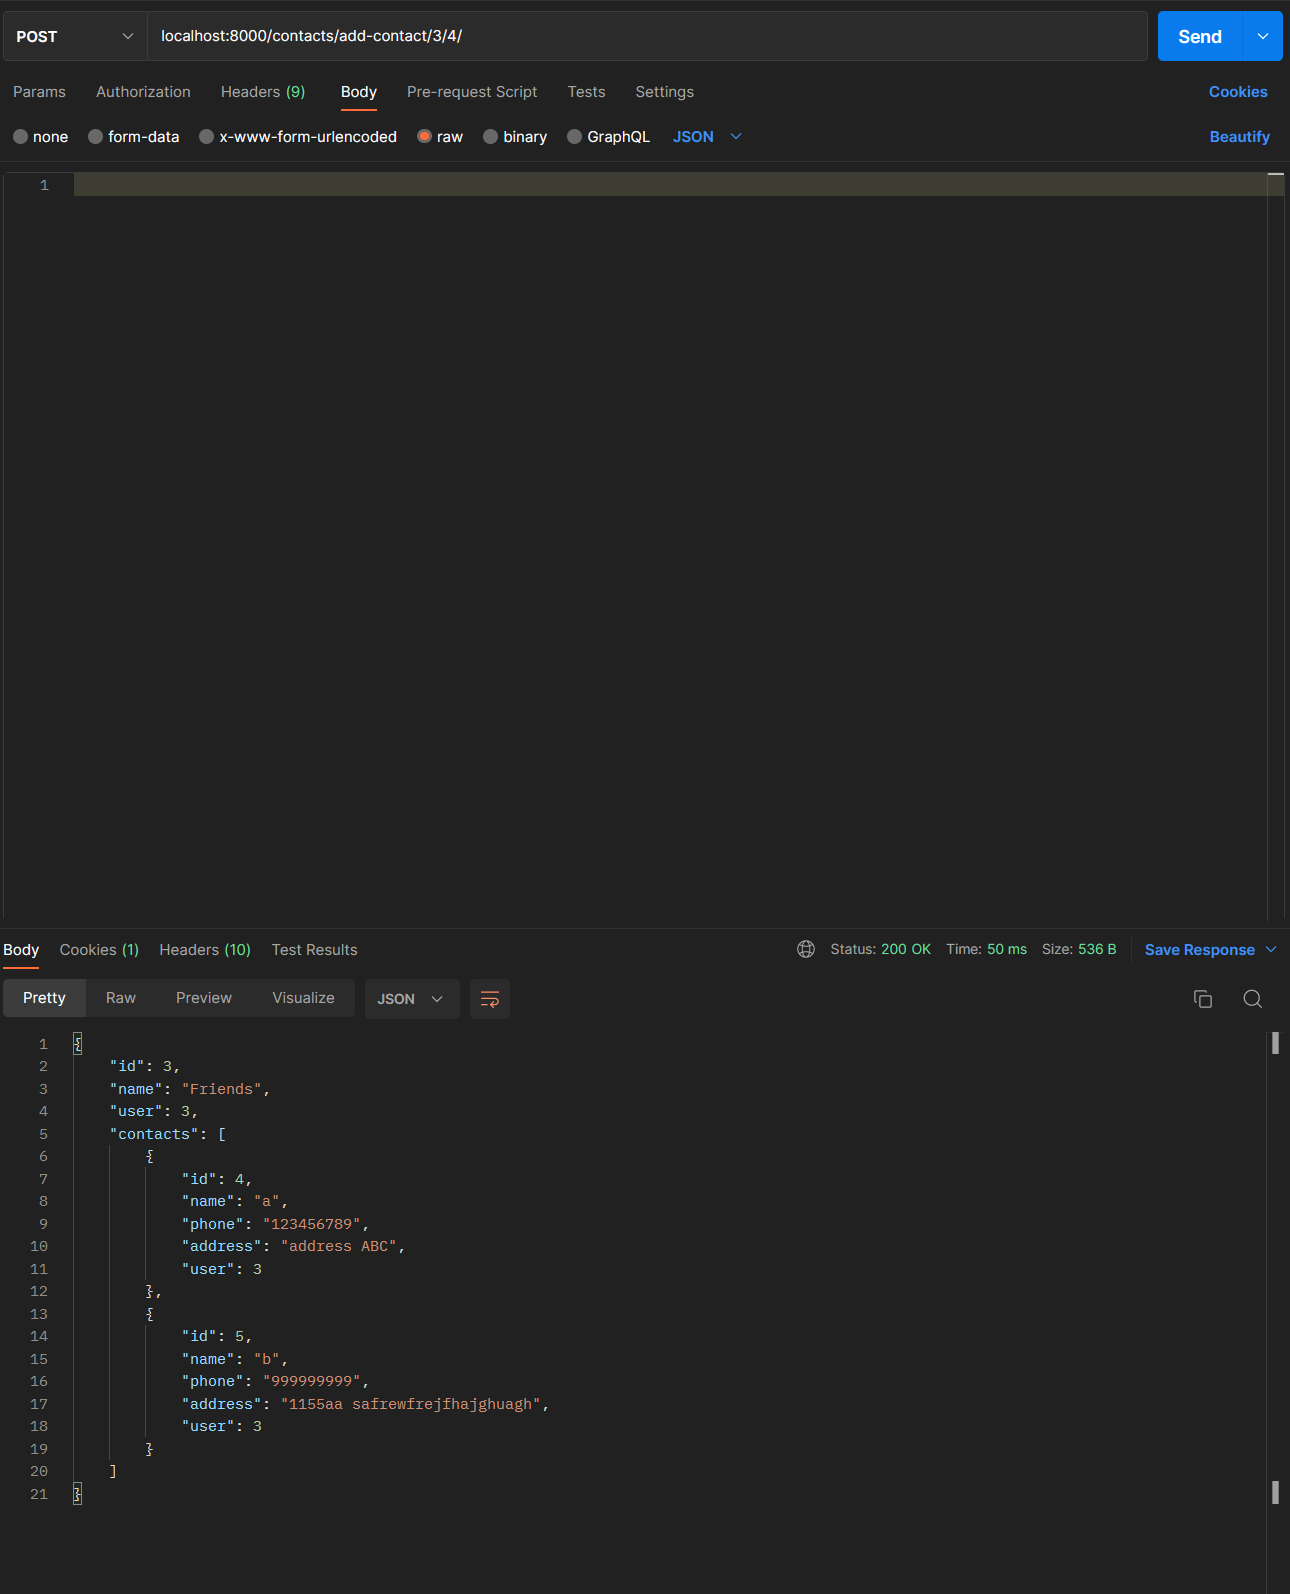 POST localhost:8000/contacts/add-contact/3/4/ Send
Params Authorization Headers (9) Body Pre-request Script Tests Settings Cookies
none form-data x-www-form-urlencoded raw binary GraphQL JSON Beautify
1
Body Cookies (1) Headers (10) Test Results Status: 200 OK Time: 50 ms Size: 536 B Save Response
Pretty Raw Preview Visualize JSON
1 {
2 "id": 3,
3 "name": "Friends",
4 "user": 3,
5 "contacts": [
6 {
7 "id": 4,
8 "name": "a",
9 "phone": "123456789",
10 "address": "address ABC",
11 "user": 3
12 },
13 {
14 "id": 5,
15 "name": "b",
16 "phone": "999999999",
17 "address": "1155aa safrewfrejfhajghuagh",
18 "user": 3
19 }
20 ]
21 }